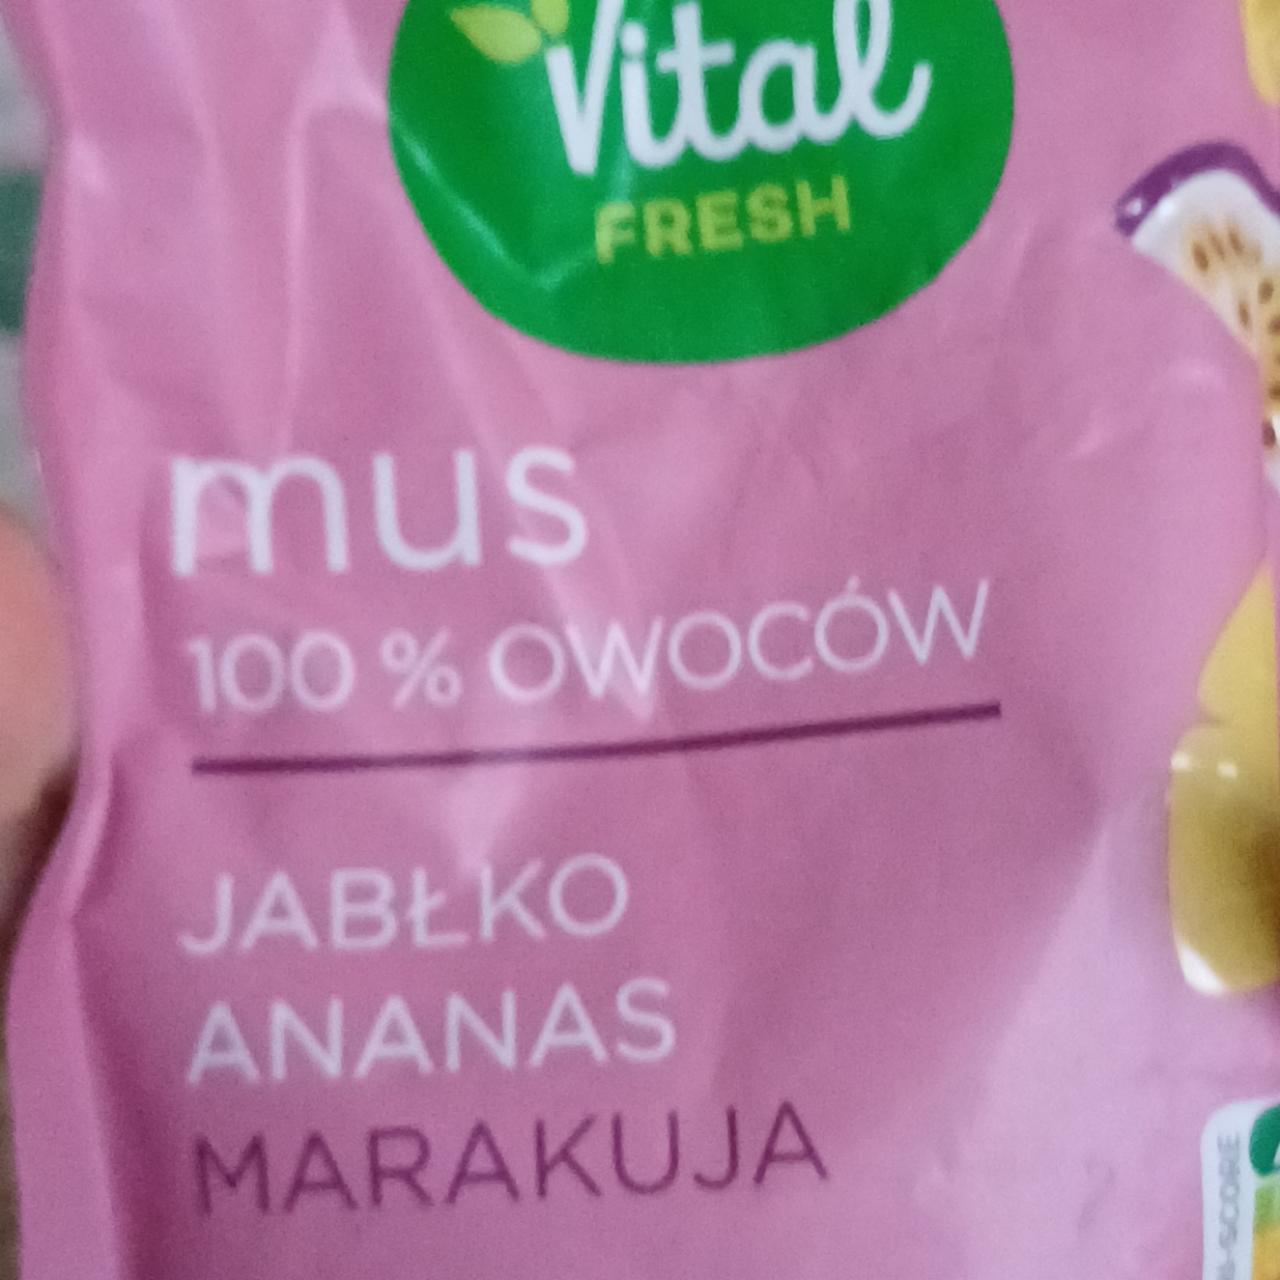 Vital
FRESH
mus
100 % OWOCÓW
JABŁKO
ANANAS
MARAKUJA